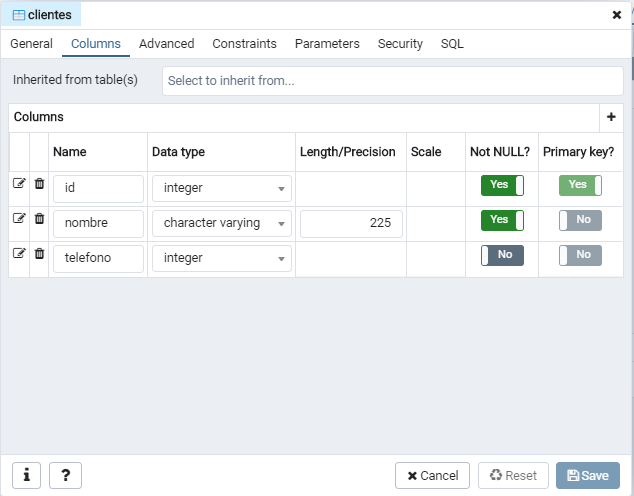 clientes
General Columns Advanced Constraints Parameters Security SQL
Inherited from table(s) Select to inherit from...
Columns
Name Data type Length/Precision Scale Not NULL? Primary key?
id integer Yes Yes
nombre character varying 225 Yes No
telefono integer No No
i ? Cancel Reset Save